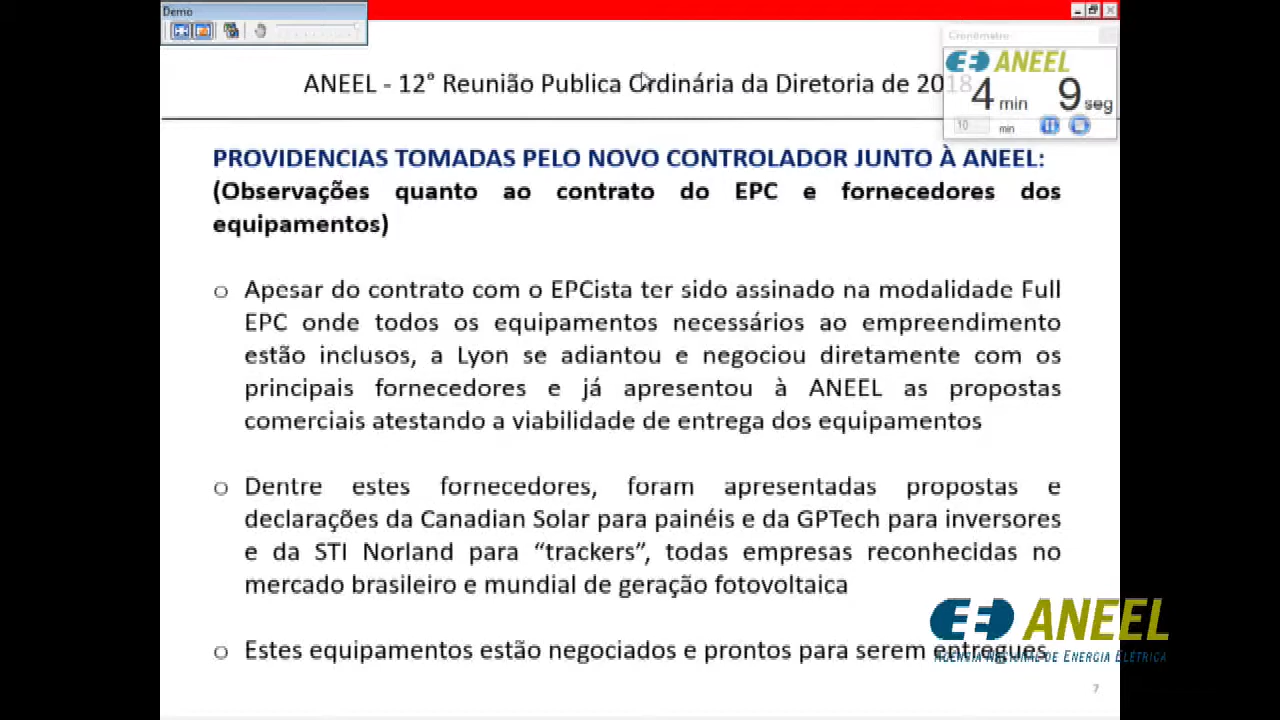 Demo
Cronômetro
ANEEL
4 min 9 seg
10 min
ANEEL - 12° Reunião Publica Ordinária da Diretoria de 2018
PROVIDENCIAS TOMADAS PELO NOVO CONTROLADOR JUNTO À ANEEL:
(Observações quanto ao contrato do EPC e fornecedores dos
equipamentos)
o Apesar do contrato com o EPCista ter sido assinado na modalidade Full
EPC onde todos os equipamentos necessários ao empreendimento
estão inclusos, a Lyon se adiantou e negociou diretamente com os
principais fornecedores e já apresentou à ANEEL as propostas
comerciais atestando a viabilidade de entrega dos equipamentos
o Dentre estes fornecedores, foram apresentadas propostas e
declarações da Canadian Solar para painéis e da GPTech para inversores
e da STI Norland para “trackers”, todas empresas reconhecidas no
mercado brasileiro e mundial de geração fotovoltaica
o Estes equipamentos estão negociados e prontos para serem entregues
ANEEL
AGÊNCIA NACIONAL DE ENERGIA ELÉTRICA
7